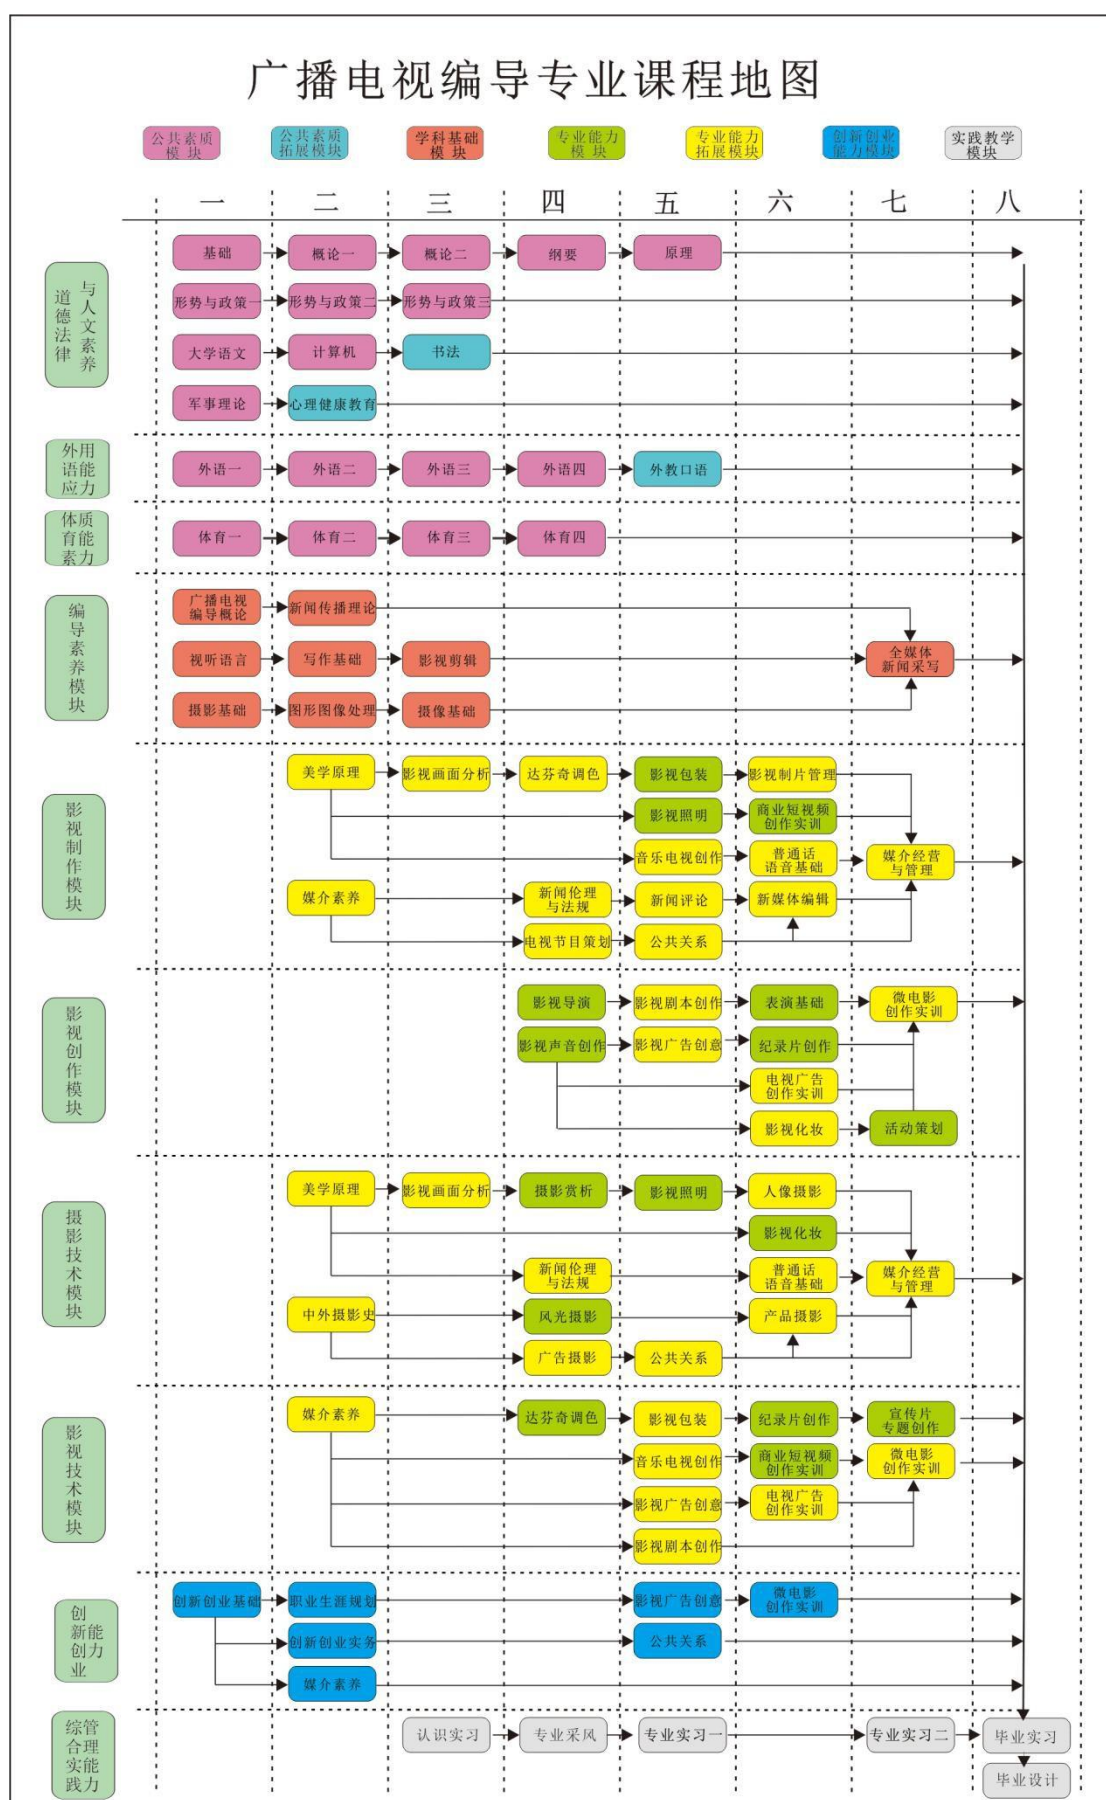 广播电视编导专业课程地图
公共素质
模块
公共素质
拓展模块
学科基础
模块
专业能力
模块
专业能力
拓展模块
创新创业
能力模块
实践教学
模块
一 二 三 四 五 六 七 八
道德法律
与人文素养
基础 概论一 概论二 纲要 原理
形势与政策一 形势与政策二 形势与政策三
大学语文 计算机 书法
军事理论 心理健康教育
外用
语能
应力
外语一 外语二 外语三 外语四 外教口语
体质
育能
素力
体育一 体育二 体育三 体育四
编导素养模块
广播电视
编导概论
新闻传播理论
视听语言 写作基础 影视剪辑
全媒体
新闻采写
摄影基础 图形图像处理 摄像基础
影视制作模块
美学原理 影视画面分析 达芬奇调色 影视包装 影视制片管理
影视照明
商业短视频
创作实训
音乐电视创作
普通话
语音基础
媒介经营
与管理
媒介素养
新闻伦理
与法规
新闻评论 新媒体编辑
电视节目策划 公共关系
影视创作模块
影视导演 影视剧本创作 表演基础
微电影
创作实训
影视声音创作 影视广告创意 纪录片创作
电视广告
创作实训
影视化妆 活动策划
摄影技术模块
美学原理 影视画面分析 摄影赏析 影视照明 人像摄影
影视化妆
新闻伦理
与法规
普通话
语音基础
媒介经营
与管理
中外摄影史 风光摄影 产品摄影
广告摄影 公共关系
影视技术模块
媒介素养 达芬奇调色 影视包装 纪录片创作
宣传片
专题创作
音乐电视创作
商业短视频
创作实训
微电影
创作实训
影视广告创意
电视广告
创作实训
影视剧本创作
创
新能
创力
业
创新创业基础 职业生涯规划 影视广告创意
微电影
创作实训
创新创业实务 公共关系
媒介素养
综管
合理
实能
践力
认识实习 专业采风 专业实习一 专业实习二 毕业实习
毕业设计